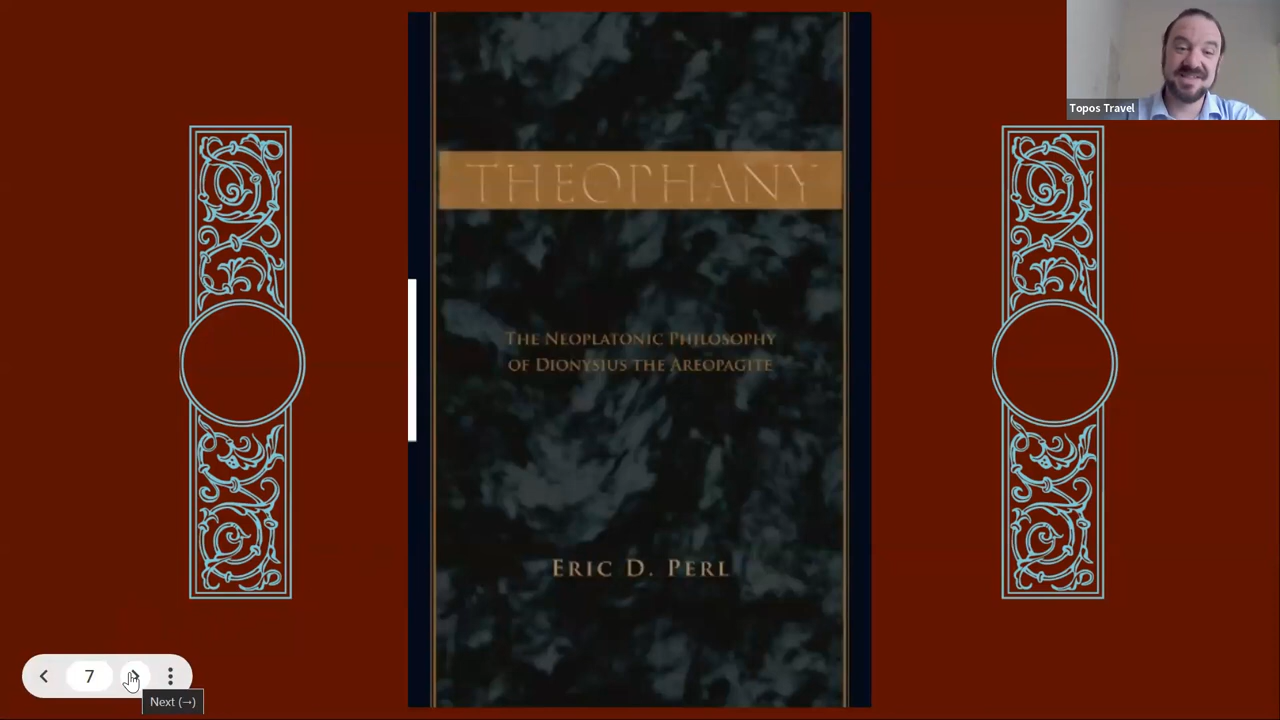 Topos Travel
THEOPHANY
The Neoplatonic Philosophy
of Dionysius the Areopagite
Eric D. Perl
7
Next (→)